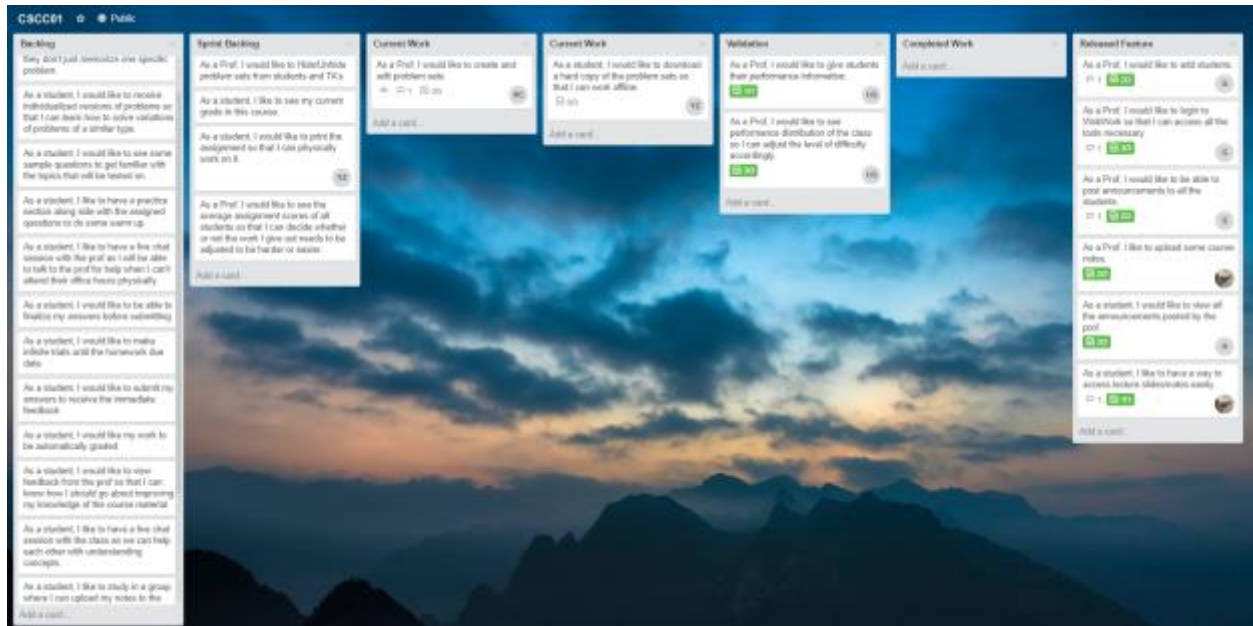 CSCC01 Public
Backlog
they don't just memorize one specific
problem.
As a student, I would like to receive
individualized versions of problems so
that I can learn how to solve variations
of problems of a similar type.
As a student, I would like to see some
sample questions to get familiar with
the topics that will be tested on.
As a student, I like to have a practice
section along side with the assigned
questions to do some warm up.
As a student, I like to have a live chat
session with the prof so I will be able
to talk to the prof for help when I can't
attend their office hours physically
As a student, I would like to be able to
finalize my answers before submitting
As a student, I would like to make
infinite trials until the homework due
date.
As a student, I would like to submit my
answers to receive the immediate
feedback
As a student, I would like my work to
be automatically graded
As a student, I would like to view
feedback from the prof so that I can
know how I should go about improving
my knowledge of the course material
As a student, I like to have a live chat
session with the class so we can help
each other with understanding
concepts.
As a student, I like to study in a group
where I can upload my notes to the
Add a card...
Sprint Backlog
As a Prof, I would like to Hide/Unhide
problem sets from students and TA's
As a student, I like to see my current
grade in this course.
As a student, I would like to print the
assignment so that I can physically
work on it.
YZ
As a Prof, I would like to see the
average assignment scores of all
students so that I can decide whether
or not the work I give out needs to be
adjusted to be harder or easier
Add a card...
Current Work
As a Prof, I would like to create and
edit problem sets.
1
Add a card...
Current Work
As a student, I would like to download
a hard copy of the problem sets so
that I can work offline.
YZ
Add a card...
Validation
As a Prof, I would like to give students
their performance information.
As a Prof, I would like to see
performance distribution of the class
so I can adjust the level of difficulty
accordingly.
Add a card...
Completed Work
Add a card...
Released Feature
As a Prof, I would like to add students.
1
As a Prof, I would like to login to
WebWork so that I can access all the
tools necessary
1
As a Prof, I would like to be able to
post announcements to all the
students.
1
As a Prof, I like to upload some course
notes.
As a student, I would like to view all
the announcements posted by the
prof
As a student, I like to have a way to
access lecture slides/notes easily.
1
Add a card...